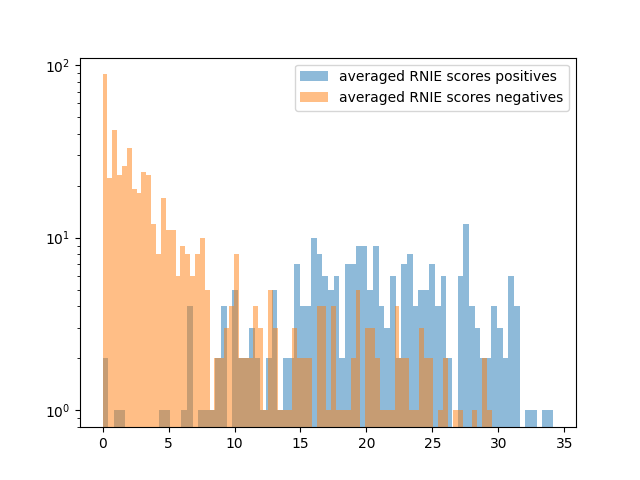 averaged RNIE scores positives
averaged RNIE scores negatives
10²
10¹
10⁰
0 5 10 15 20 25 30 35